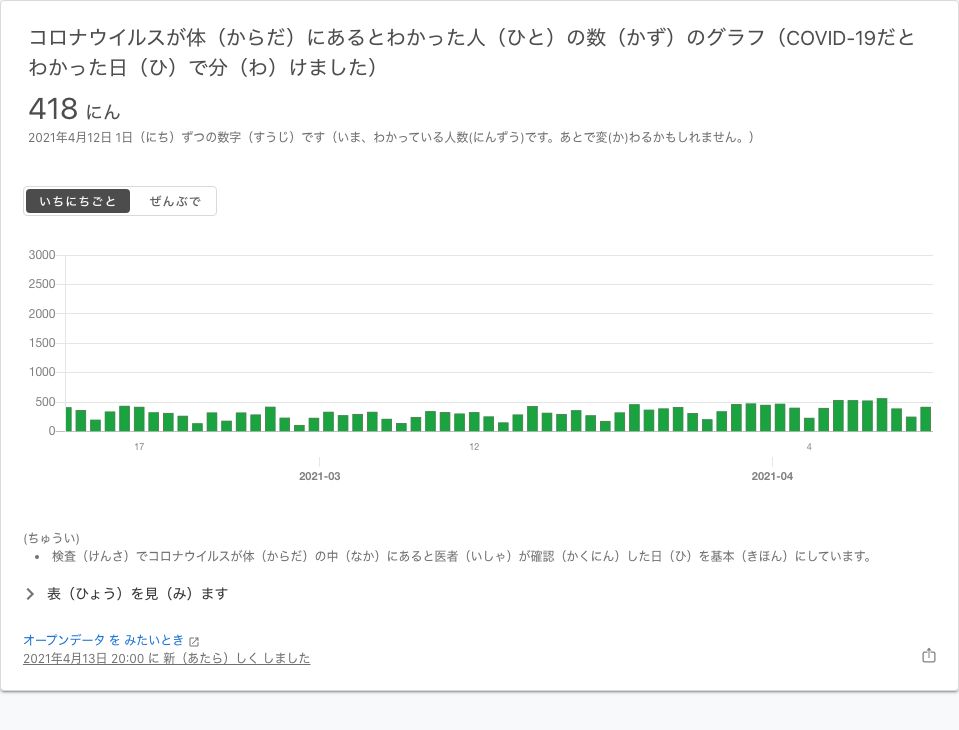 コロナウイルスが体（からだ）にあるとわかった人（ひと）の数（かず）のグラフ（COVID-19だと
わかった日（ひ）で分（わ）けました）
418 にん
2021年4月12日 1日（にち）ずつの数字（すうじ）です（いま、わかっている人数(にんずう)です。あとで変(か)わるかもしれません。）
いちにちごと ぜんぶで
3000
2500
2000
1500
1000
500
0
17 12 4
2021-03 2021-04
(ちゅうい)
• 検査（けんさ）でコロナウイルスが体（からだ）の中（なか）にあると医者（いしゃ）が確認（かくにん）した日（ひ）を基本（きほん）にしています。
表（ひょう）を見（み）ます
オープンデータ を みたいとき
2021年4月13日 20:00 に 新（あたら）しく しました